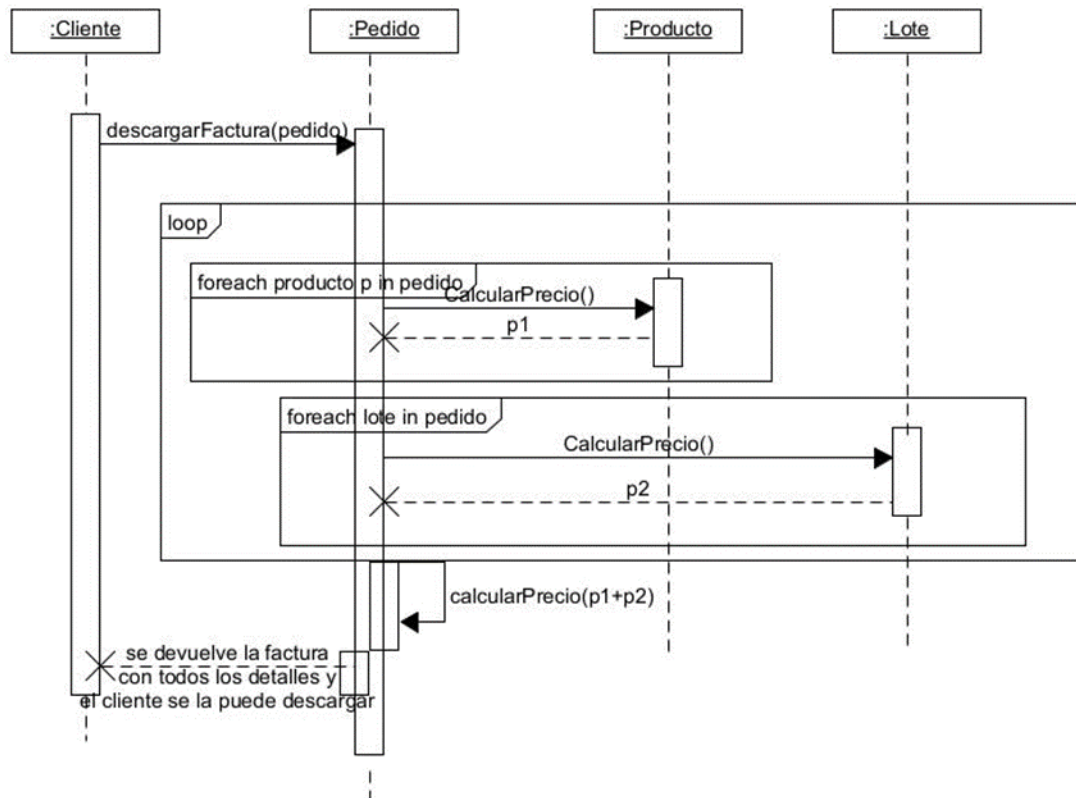 :Cliente
:Pedido
:Producto
:Lote
descargarFactura(pedido)
loop
foreach producto p in pedido
CalcularPrecio()
p1
foreach lote in pedido
CalcularPrecio()
p2
calcularPrecio(p1+p2)
se devuelve la factura
con todos los detalles y
el cliente se la puede descargar